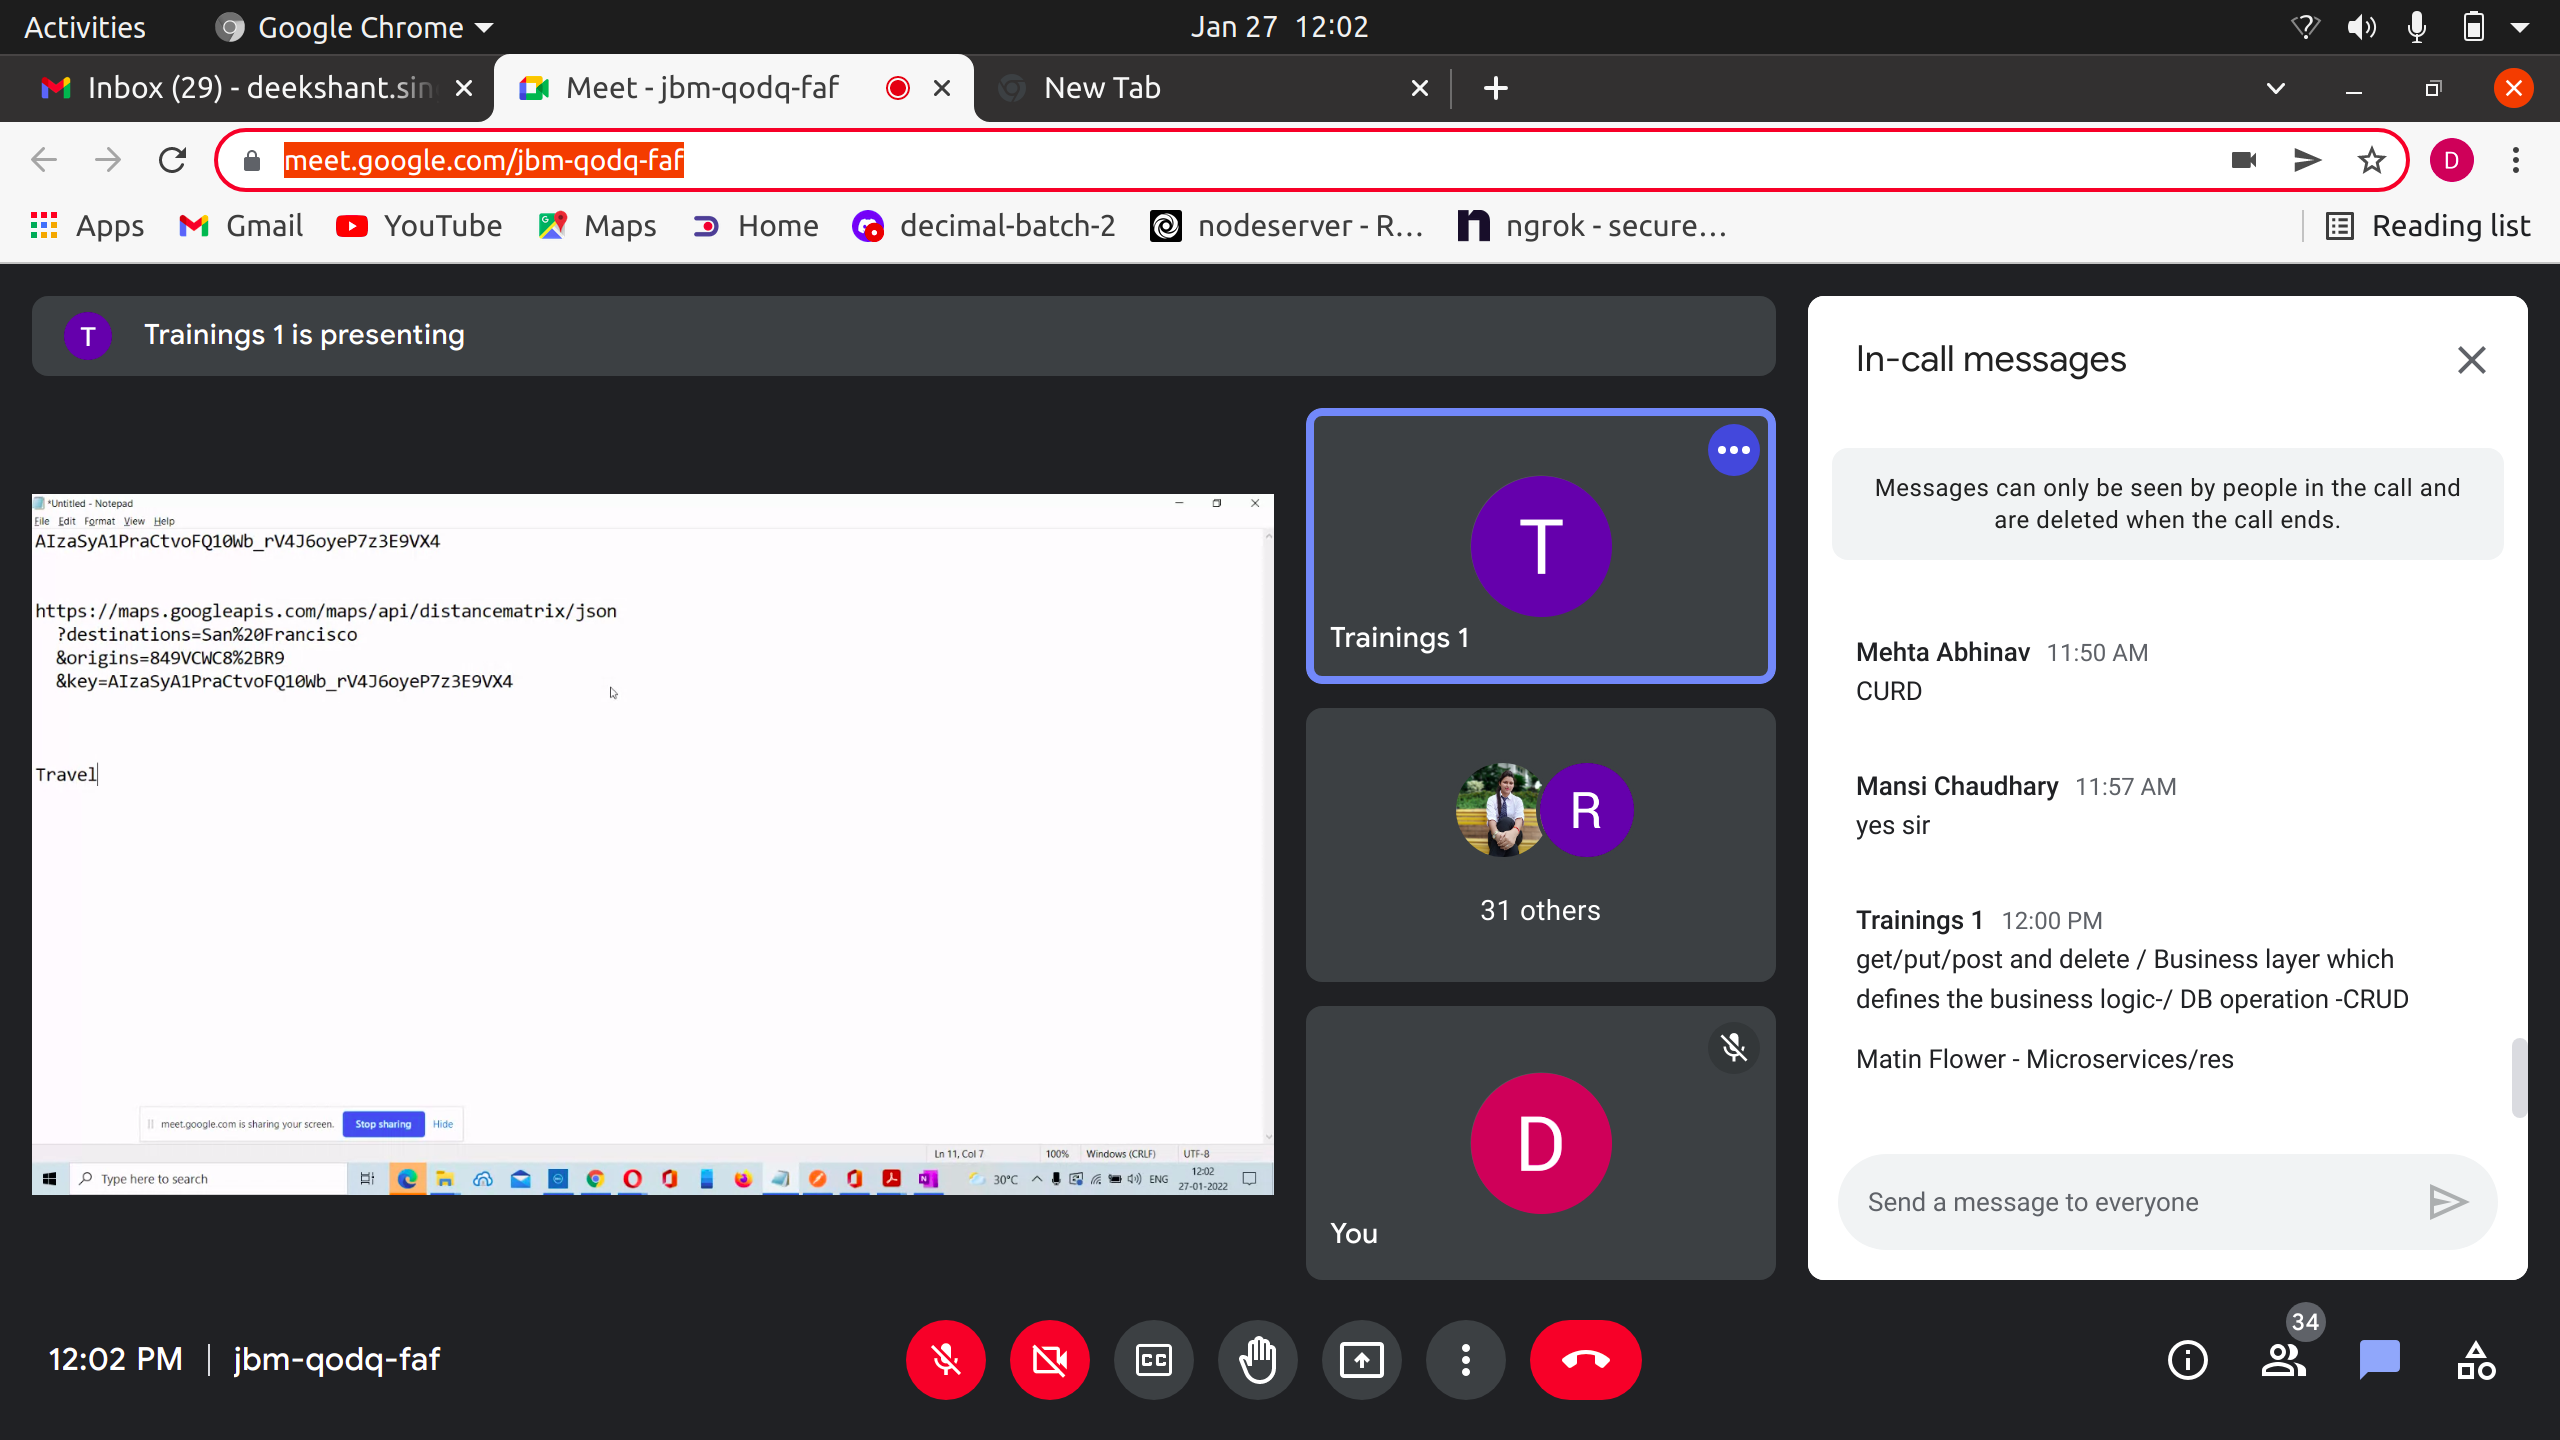 Activities
Google Chrome
Jan 27 12:02
Inbox (29) - deekshant.sin
Meet - jbm-qodq-faf
New Tab
meet.google.com/jbm-qodq-faf
D
Apps
Gmail
YouTube
Maps
Home
decimal-batch-2
nodeserver - R...
ngrok - secure...
Reading list
T
Trainings 1 is presenting
*Untitled - Notepad
File Edit Format View Help
AIzaSyA1PraCtvoFQ10Wb_rV4J6oyeP7z3E9VX4
https://maps.googleapis.com/maps/api/distancematrix/json
?destinations=San%20Francisco
&origins=849VCWC8%2BR9
&key=AIzaSyA1PraCtvoFQ10Wb_rV4J6oyeP7z3E9VX4
Travel
meet.google.com is sharing your screen.
Stop sharing
Hide
Ln 11, Col 7
100%
Windows (CRLF)
UTF-8
Type here to search
30°C
ENG
12:02
27-01-2022
T
Trainings 1
R
31 others
D
You
In-call messages
Messages can only be seen by people in the call and
are deleted when the call ends.
Mehta Abhinav 11:50 AM
CURD
Mansi Chaudhary 11:57 AM
yes sir
Trainings 1 12:00 PM
get/put/post and delete / Business layer which
defines the business logic-/ DB operation -CRUD
Matin Flower - Microservices/res
Send a message to everyone
12:02 PM | jbm-qodq-faf
CC
34